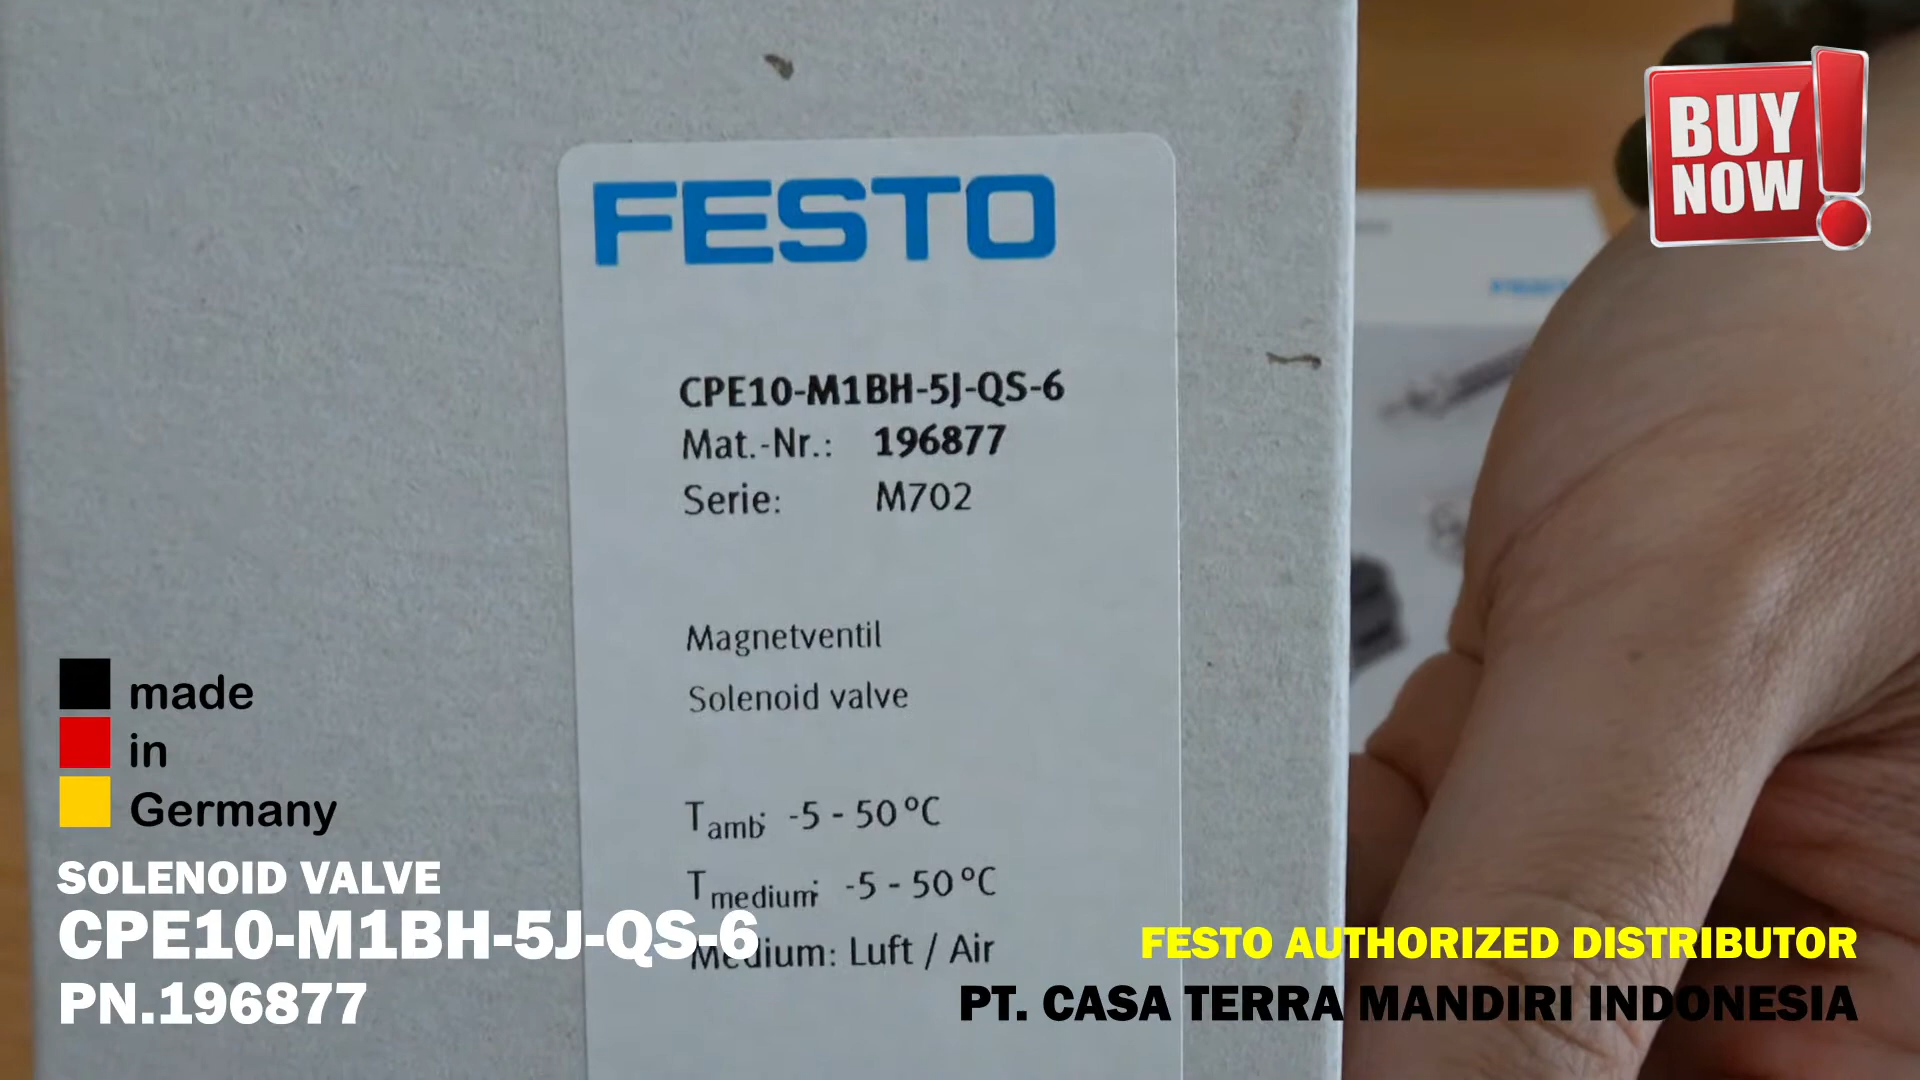 BUY
NOW
FESTO
CPE10-M1BH-5J-QS-6
Mat.-Nr.: 196877
Serie: M702
Magnetventil
Solenoid valve
Tamb: -5 - 50 °C
Tmedium: -5 - 50 °C
Medium: Luft / Air
made
in
Germany
SOLENOID VALVE
CPE10-M1BH-5J-QS-6
PN.196877
FESTO AUTHORIZED DISTRIBUTOR
PT. CASA TERRA MANDIRI INDONESIA